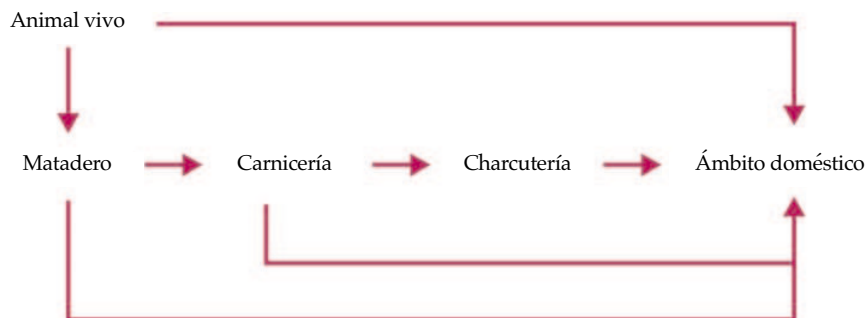 Animal vivo
Matadero
Carnicería
Charcutería
Ámbito doméstico